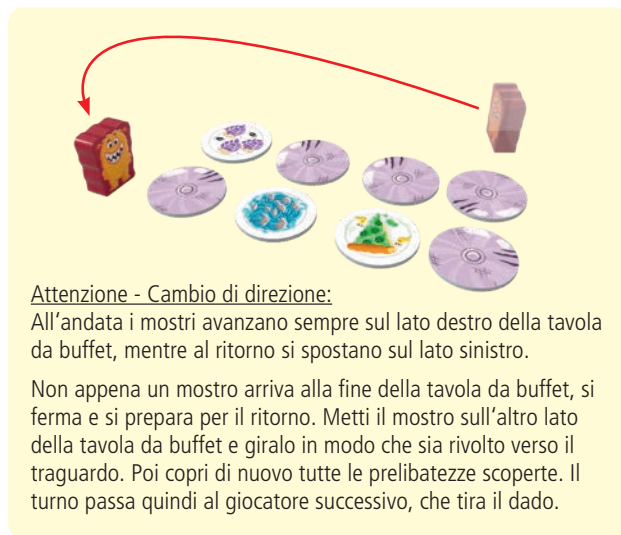 Attenzione - Cambio di direzione:
All‘andata i mostri avanzano sempre sul lato destro della tavola
da buffet, mentre al ritorno si spostano sul lato sinistro.
Non appena un mostro arriva alla fine della tavola da buffet, si
ferma e si prepara per il ritorno. Metti il mostro sull‘altro lato
della tavola da buffet e giralo in modo che sia rivolto verso il
traguardo. Poi copri di nuovo tutte le prelibatezze scoperte. Il
turno passa quindi al giocatore successivo, che tira il dado.